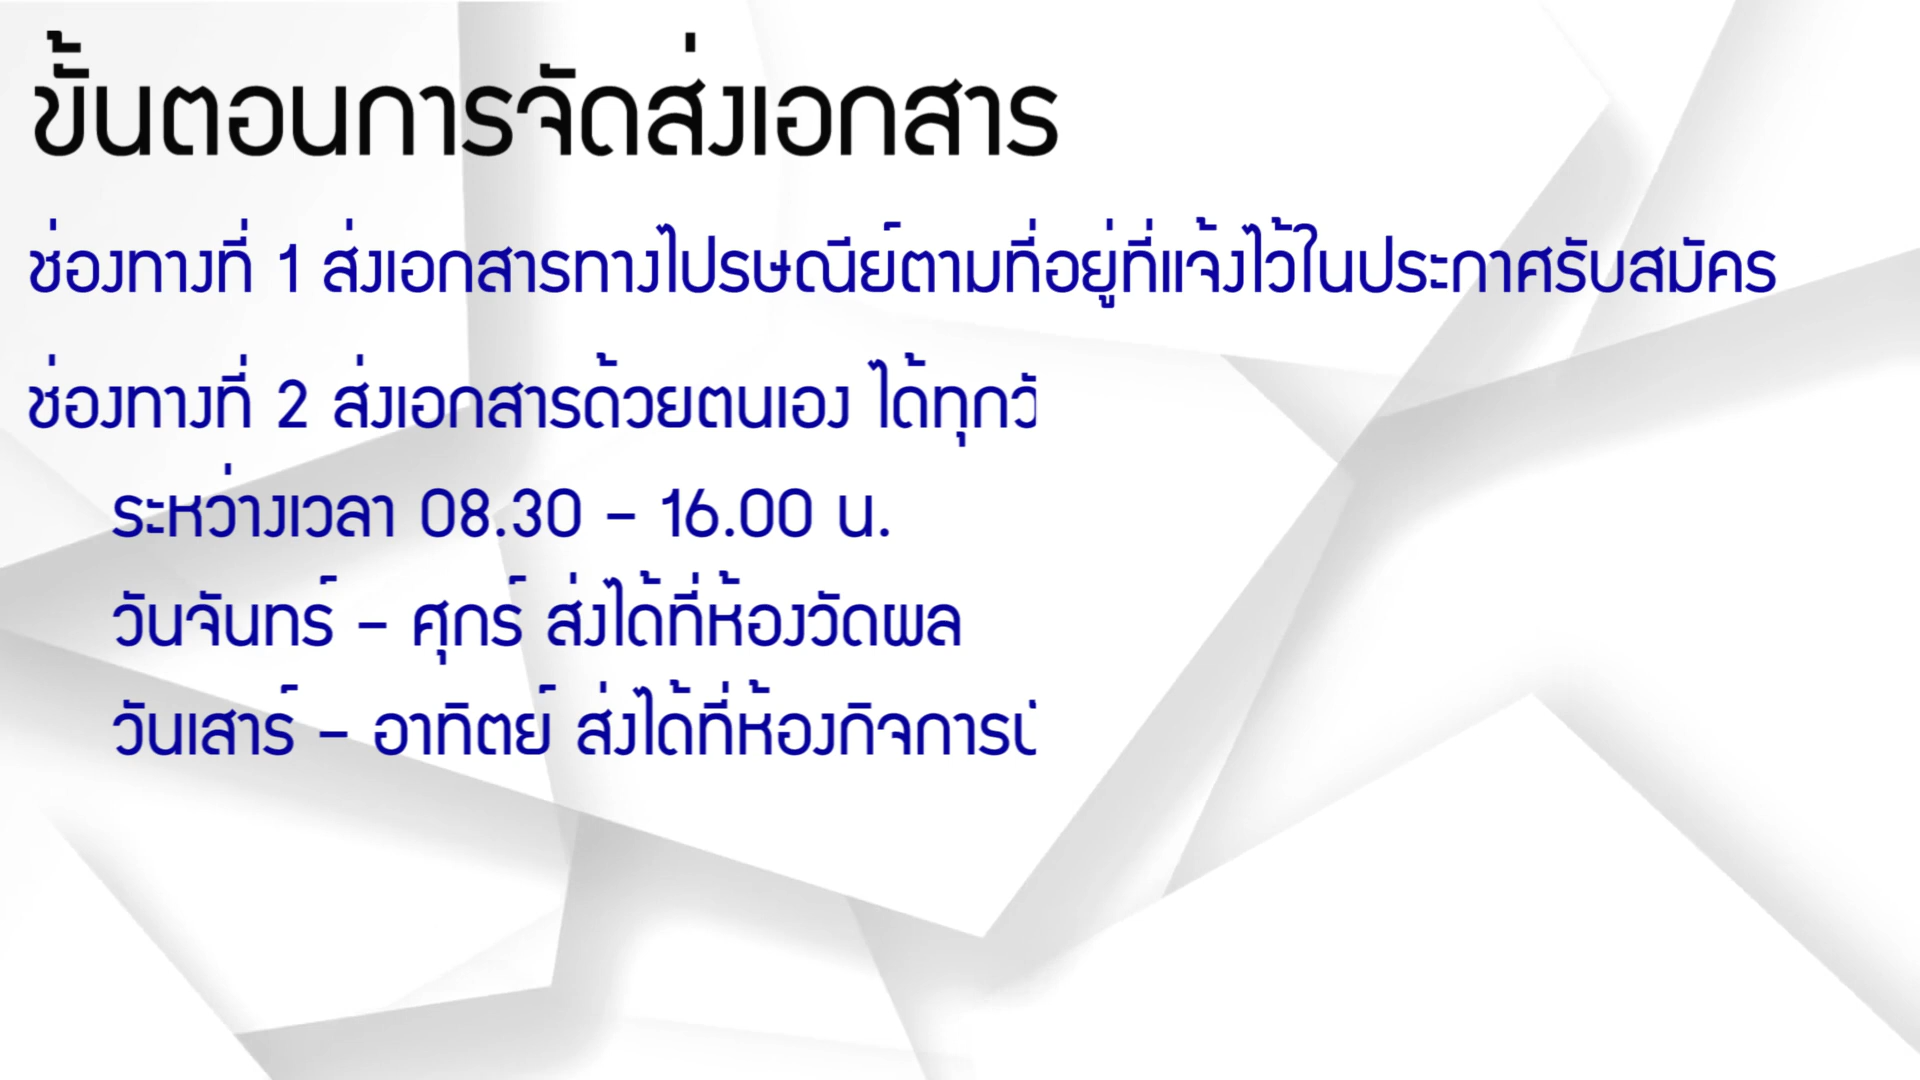 ขั้นตอนการจัดส่งเอกสาร
ช่องทางที่ 1 ส่งเอกสารทางไปรษณีย์ตามที่อยู่ที่แจ้งไว้ในประกาศรับสมัคร
ช่องทางที่ 2 ส่งเอกสารด้วยตนเอง ได้ทุกวั
ระหว่างเวลา 08.30 – 16.00 น.
วันจันทร์ – ศุกร์ ส่งได้ที่ห้องวัดผล
วันเสาร์ – อาทิตย์ ส่งได้ที่ห้องกิจการ